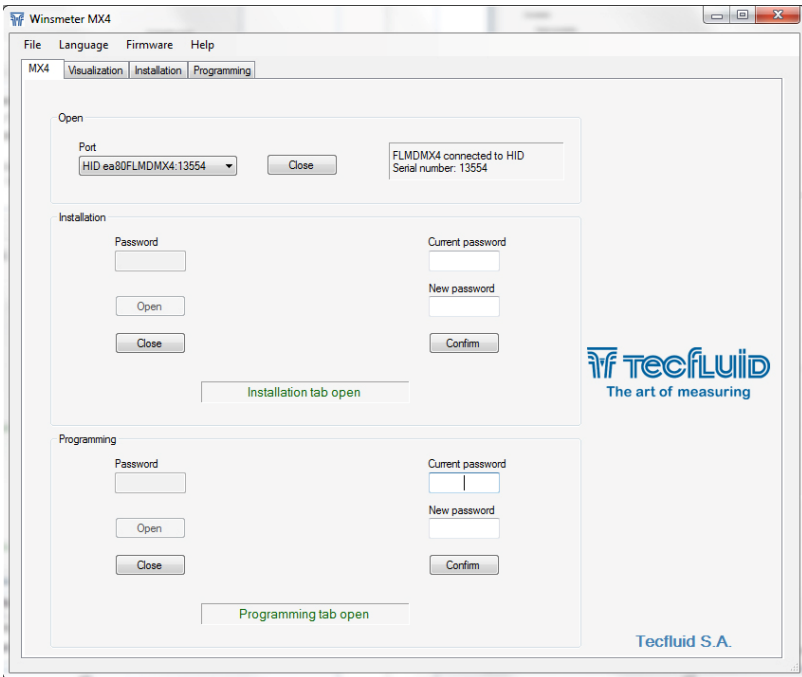 Winsmeter MX4
File Language Firmware Help
MX4 Visualization Installation Programming
Open
Port
HID ea80FLMDMX4:13554
Close
FLMDMX4 connected to HID
Serial number: 13554
Installation
Password
Current password
New password
Open
Close
Confirm
Installation tab open
Tecfluid
The art of measuring
Programming
Password
Current password
New password
Open
Close
Confirm
Programming tab open
Tecfluid S.A.